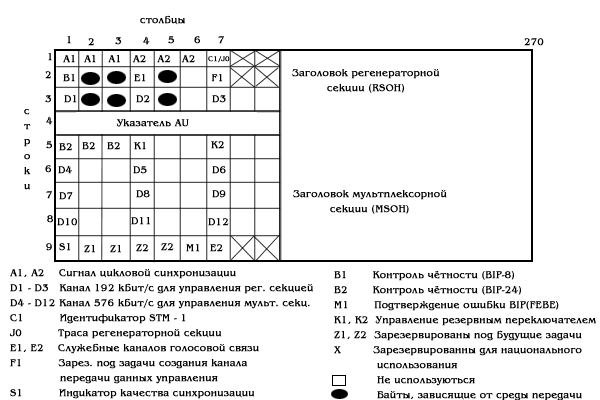 столбцы
1 2 3 4 5 6 7 270
1 A1 A1 A1 A2 A2 A2 C1/J0
2 B1 E1 F1
3 D1 D2 D3
Заголовок регенераторной
секции (RSOH)
4 Указатель AU
5 B2 B2 B2 K1 K2
6 D4 D5 D6
7 D7 D8 D9
8 D10 D11 D12
9 S1 Z1 Z1 Z2 Z2 M1 E2
строки
Заголовок мультплексорной
секции (MSOH)
A1, A2 Сигнал цикловой синхронизации
D1 - D3 Канал 192 кбит/с для управления рег. секцией
D4 - D12 Канал 576 кбит/с для управления мульт. секц.
C1 Идентификатор STM - 1
J0 Траса регенераторной секции
E1, E2 Служебные каналов голосовой связи
F1 Зарез. под задачи создания канала
передачи данных управления
S1 Индикатор качества синхронизации
B1 Контроль чётности (BIP-8)
B2 Контроль чётности (BIP-24)
M1 Подтверждение ошибки BIP(FEBE)
K1, K2 Управление резервным переключателем
Z1, Z2 Зарезервированы под будущие задачи
X Зарезервированны для национального
использования
Не используются
Байты, зависящие от среды передачи